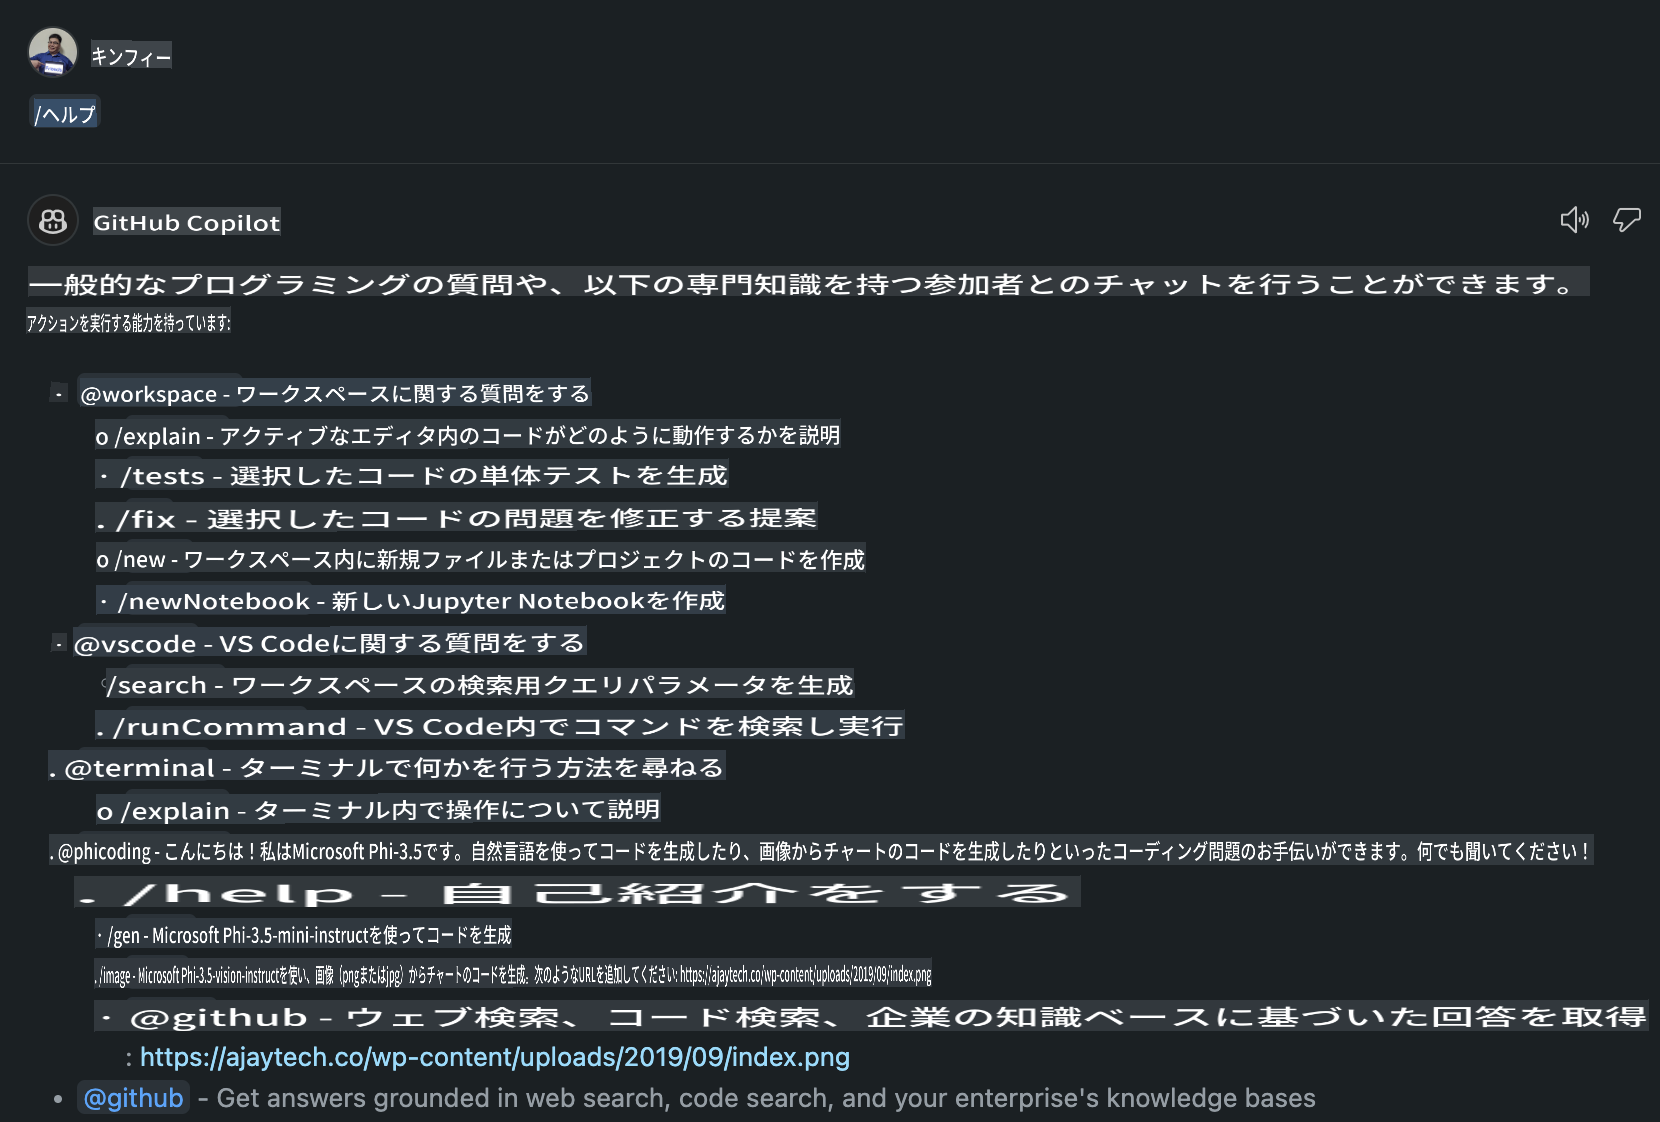 キンフィー
/ヘルプ
GitHub Copilot
一般的なプログラミングの質問や、以下の専門知識を持つ参加者とのチャットを行うことができます。
アクションを実行する能力を持っています:
· @workspace - ワークスペースに関する質問をする
o /explain - アクティブなエディタ内のコードがどのように動作するかを説明
· /tests - 選択したコードの単体テストを生成
. /fix - 選択したコードの問題を修正する提案
o /new - ワークスペース内に新規ファイルまたはプロジェクトのコードを作成
· /newNotebook - 新しいJupyter Notebookを作成
· @vscode - VS Codeに関する質問をする
/search - ワークスペースの検索用クエリパラメータを生成
. /runCommand - VS Code内でコマンドを検索し実行
. @terminal - ターミナルで何かを行う方法を尋ねる
o /explain - ターミナル内で操作について説明
. @phicoding - こんにちは！私はMicrosoft Phi-3.5です。自然言語を使ってコードを生成したり、画像からチャートのコードを生成したりといったコーディング問題のお手伝いができます。何でも聞いてください！
. /help - 自己紹介をする
· /gen - Microsoft Phi-3.5-mini-instructを使ってコードを生成
. /image - Microsoft Phi-3.5-vision-instructを使い、画像（pngまたはjpg）からチャートのコードを生成。次のようなURLを追加してください: https://ajaytech.co/wp-content/uploads/2019/09/index.png
· @github - ウェブ検索、コード検索、企業の知識ベースに基づいた回答を取得
: https://ajaytech.co/wp-content/uploads/2019/09/index.png
• @github - Get answers grounded in web search, code search, and your enterprise's knowledge bases